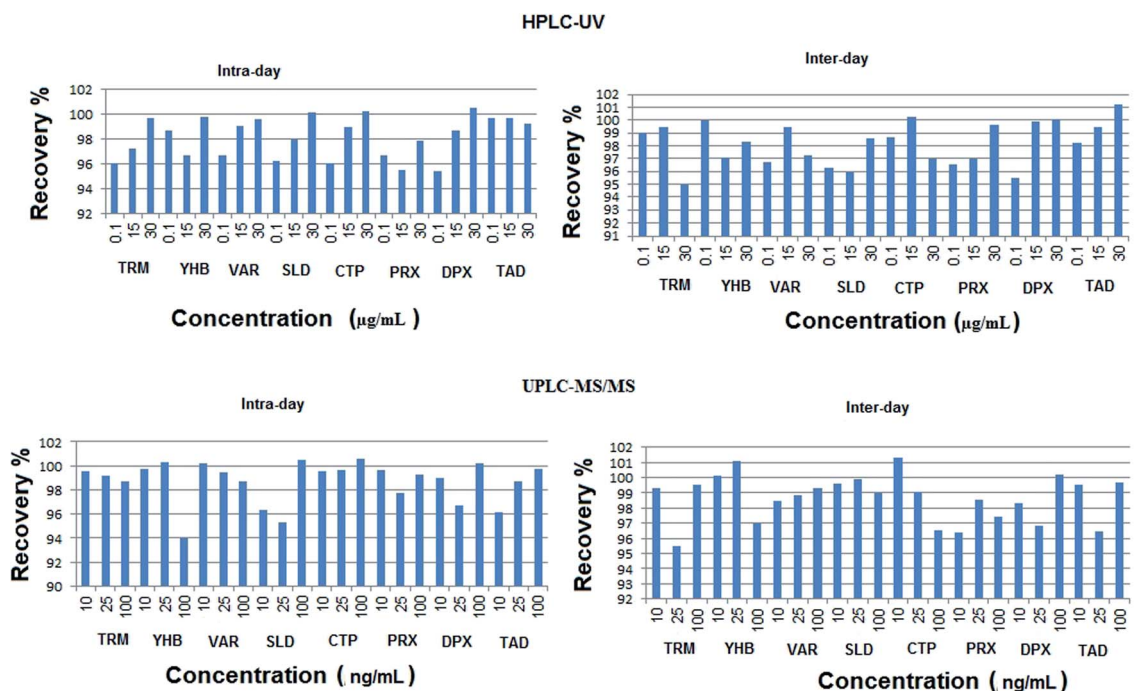 HPLC-UV
Intra-day
Recovery %
102
100
98
96
94
92
0.1 15 30 0.1 15 30 0.1 15 30 0.1 15 30 0.1 15 30 0.1 15 30 0.1 15 30 0.1 15 30
TRM YHB VAR SLD CTP PRX DPX TAD
Concentration (µg/mL )
Inter-day
Recovery %
102
101
100
99
98
97
96
95
94
93
92
91
0.1 15 30 0.1 15 30 0.1 15 30 0.1 15 30 0.1 15 30 0.1 15 30 0.1 15 30 0.1 15 30
TRM YHB VAR SLD CTP PRX DPX TAD
Concentration (µg/mL )
UPLC-MS/MS
Intra-day
Recovery %
102
100
98
96
94
92
90
10 25 100 10 25 100 10 25 100 10 25 100 10 25 100 10 25 100 10 25 100 10 25 100
TRM YHB VAR SLD CTP PRX DPX TAD
Concentration ( ng/mL )
Inter-day
Recovery %
102
101
100
99
98
97
96
95
94
93
92
10 25 100 10 25 100 10 25 100 10 25 100 10 25 100 10 25 100 10 25 100 10 25 100
TRM YHB VAR SLD CTP PRX DPX TAD
Concentration ( ng/mL )